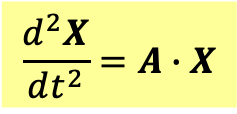 d²X/dt² = A · X